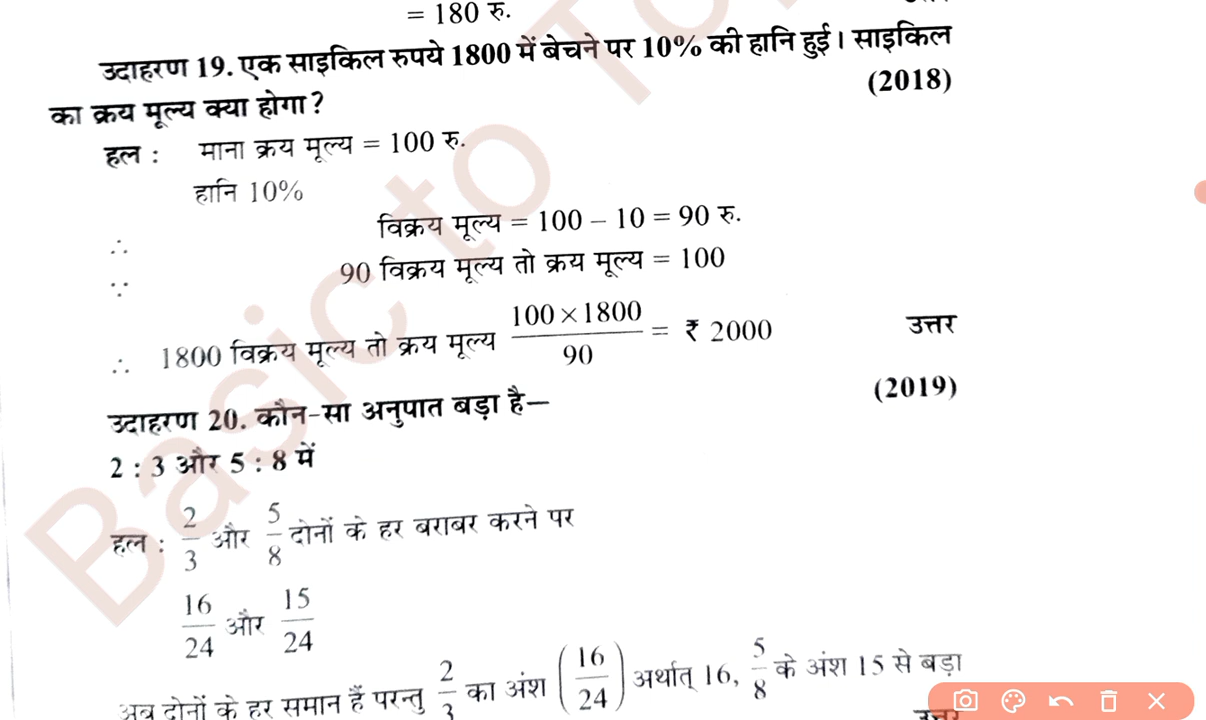 = 180 रु.
उदाहरण 19. एक साइकिल रुपये 1800 में बेचने पर 10% की हानि हुई। साइकिल
का क्रय मूल्य क्या होगा? (2018)
हल : माना क्रय मूल्य = 100 रु.
हानि 10%
∴ विक्रय मूल्य = 100 – 10 = 90 रु.
∵ 90 विक्रय मूल्य तो क्रय मूल्य = 100
∴ 1800 विक्रय मूल्य तो क्रय मूल्य 100 × 1800 / 90 = ₹ 2000 उत्तर
उदाहरण 20. कौन-सा अनुपात बड़ा है— (2019)
2 : 3 और 5 : 8 में
हल : 2/3 और 5/8 दोनों के हर बराबर करने पर
16/24 और 15/24
अब दोनों के हर समान हैं परन्तु 2/3 का अंश (16/24) अर्थात् 16, 5/8 के अंश 15 से बड़ा
Basic to